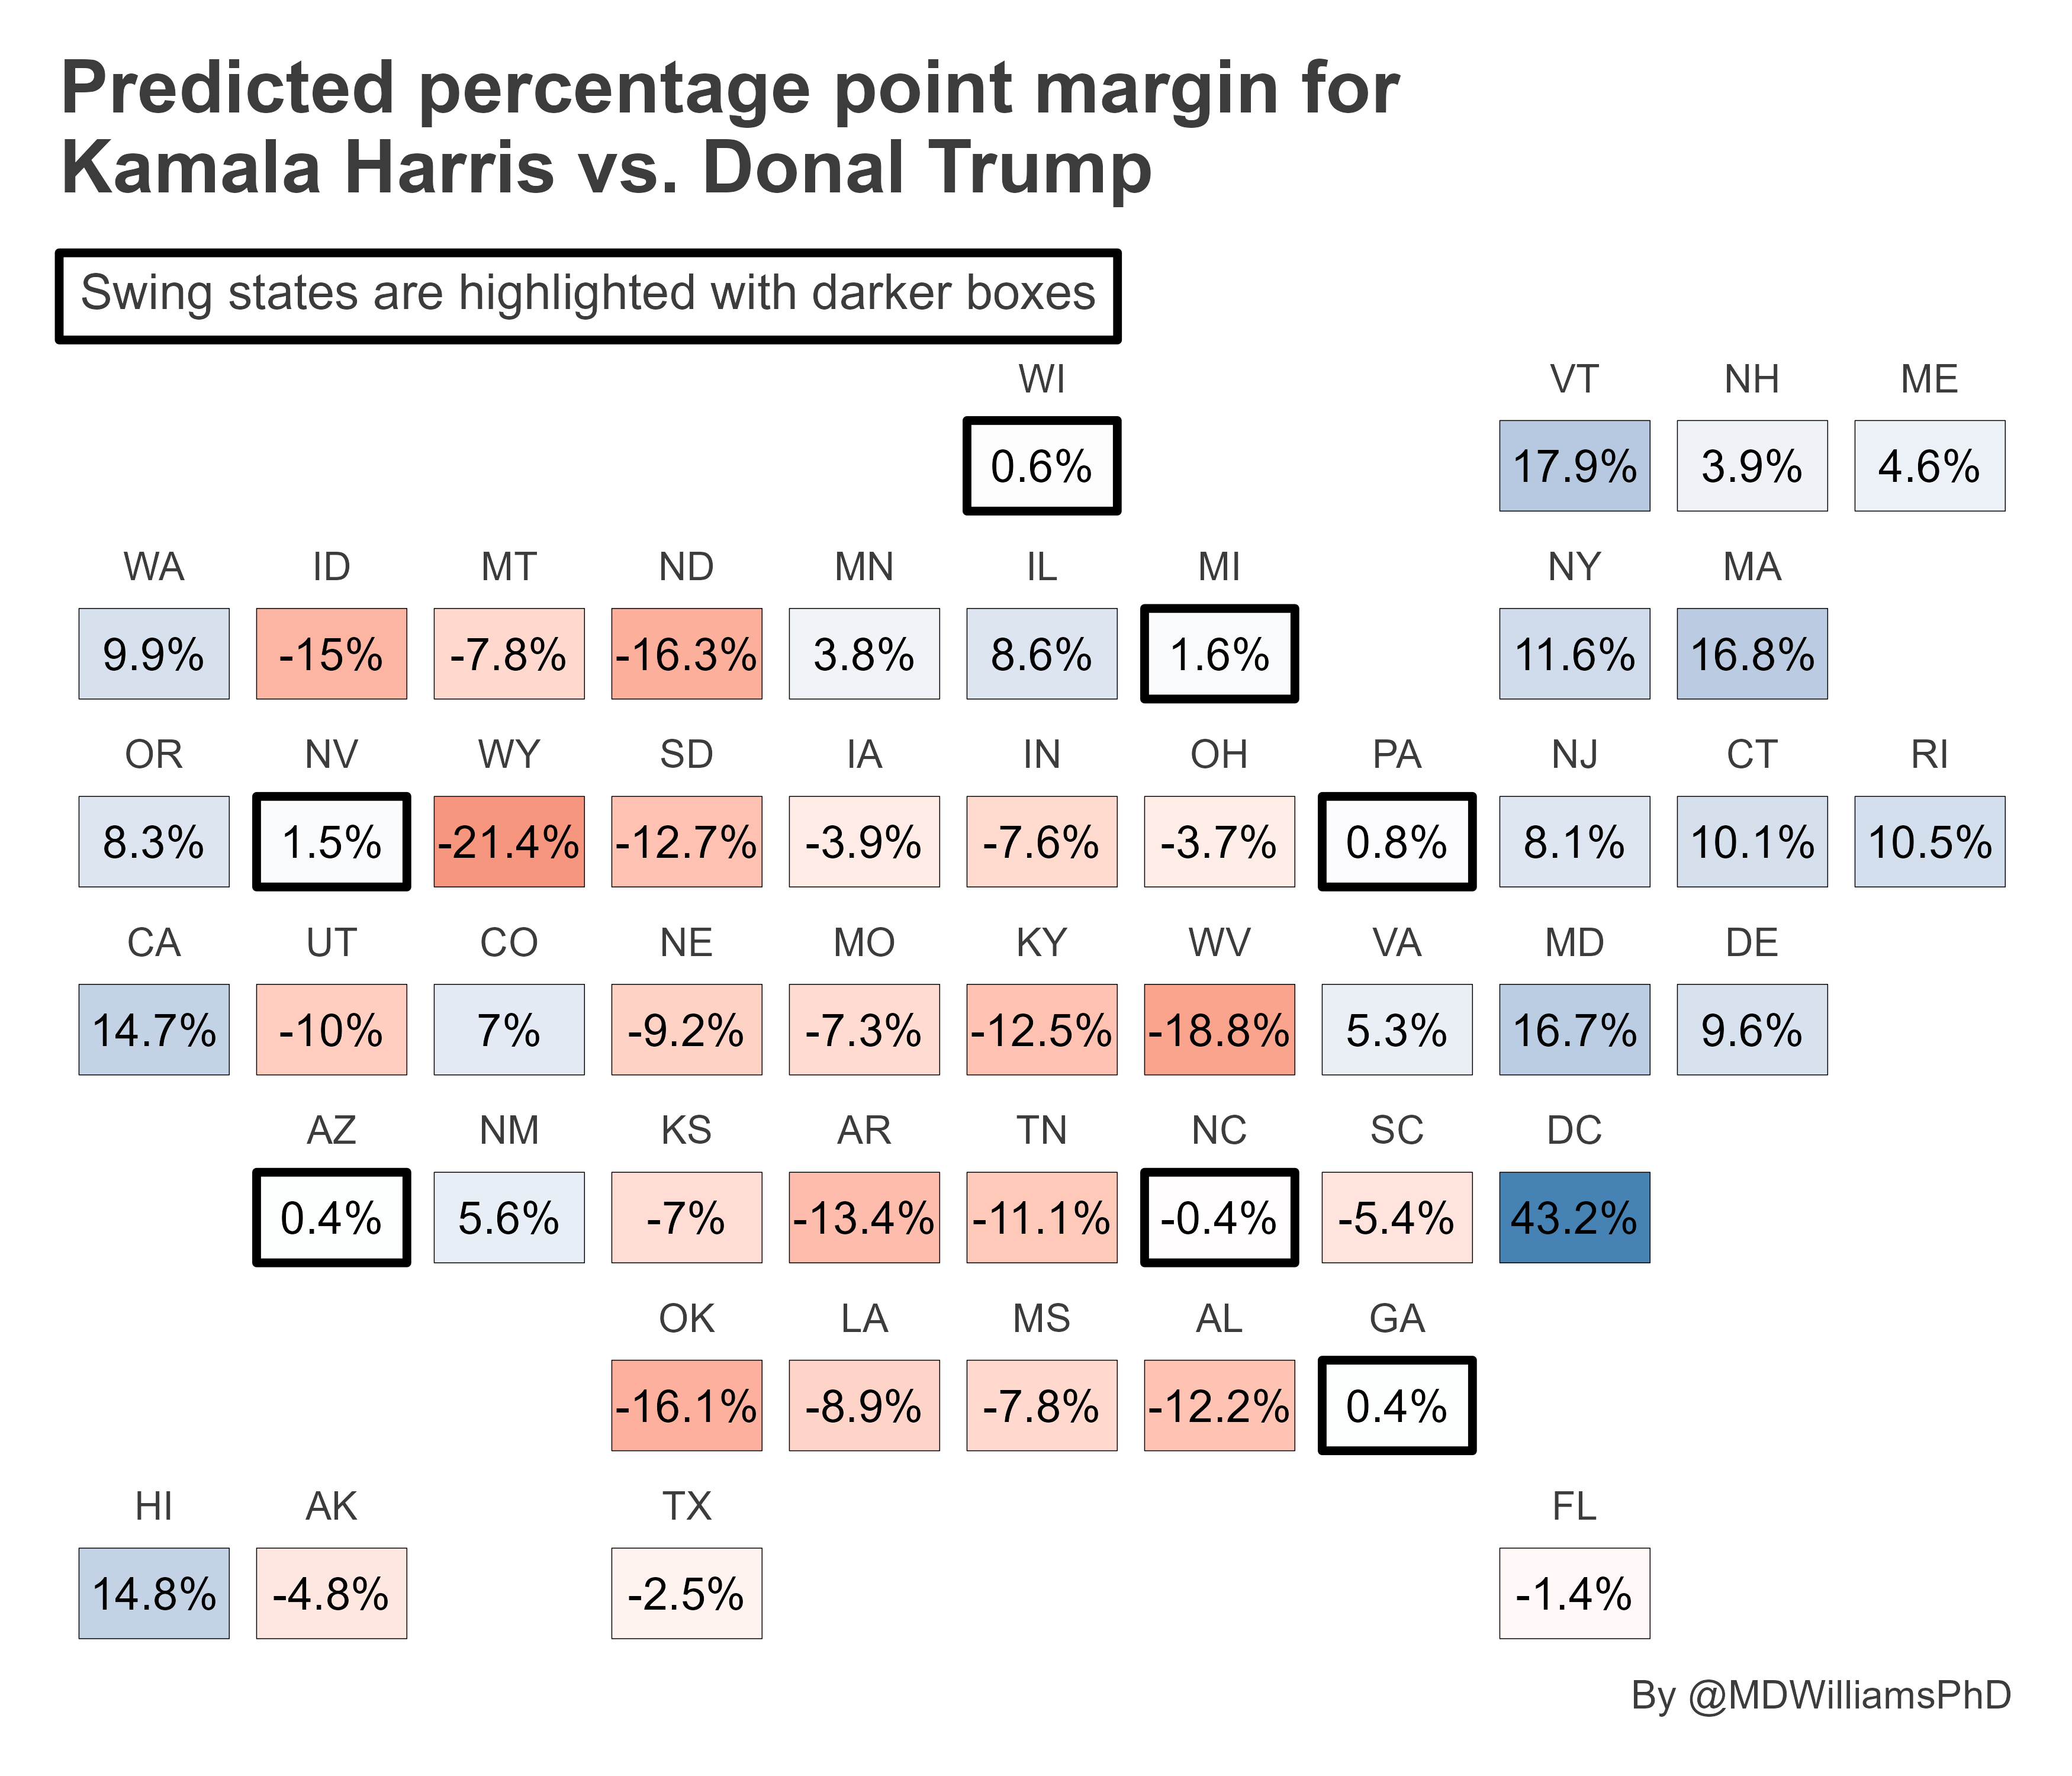 Predicted percentage point margin for
Kamala Harris vs. Donal Trump
Swing states are highlighted with darker boxes
WI VT NH ME
0.6% 17.9% 3.9% 4.6%
WA ID MT ND MN IL MI NY MA
9.9% -15% -7.8% -16.3% 3.8% 8.6% 1.6% 11.6% 16.8%
OR NV WY SD IA IN OH PA NJ CT RI
8.3% 1.5% -21.4% -12.7% -3.9% -7.6% -3.7% 0.8% 8.1% 10.1% 10.5%
CA UT CO NE MO KY WV VA MD DE
14.7% -10% 7% -9.2% -7.3% -12.5% -18.8% 5.3% 16.7% 9.6%
AZ NM KS AR TN NC SC DC
0.4% 5.6% -7% -13.4% -11.1% -0.4% -5.4% 43.2%
OK LA MS AL GA
-16.1% -8.9% -7.8% -12.2% 0.4%
HI AK TX FL
14.8% -4.8% -2.5% -1.4%
By @MDWilliamsPhD